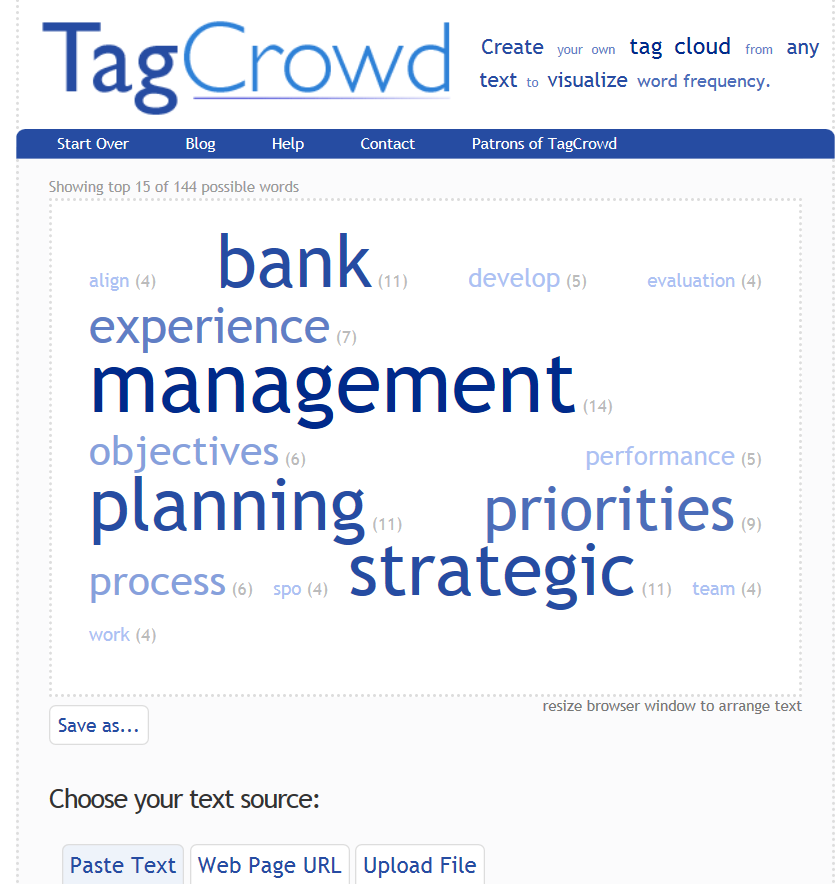 TagCrowd
Create your own tag cloud from any
text to visualize word frequency.
Start Over Blog Help Contact Patrons of TagCrowd
Showing top 15 of 144 possible words
align (4) bank (11) develop (5) evaluation (4)
experience (7)
management (14)
objectives (6) performance (5)
planning (11) priorities (9)
process (6) spo (4) strategic (11) team (4)
work (4)
resize browser window to arrange text
Save as...
Choose your text source:
Paste Text Web Page URL Upload File